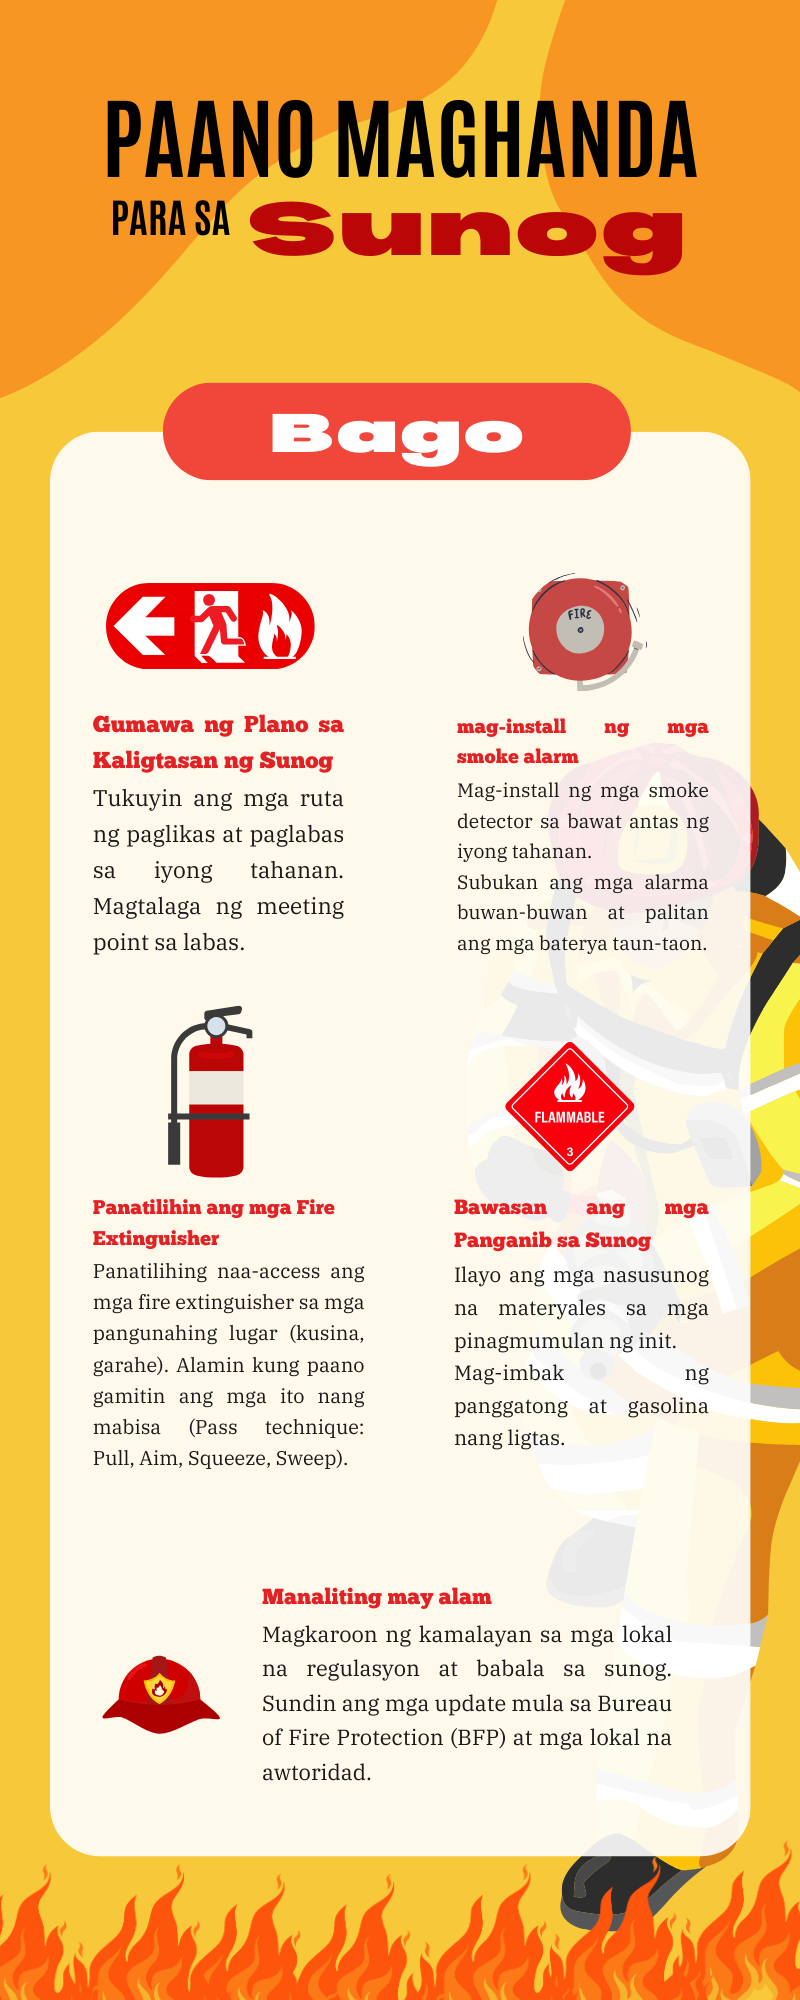 PAANO MAGHANDA
PARA SA Sunog
Bago
FIRE
Gumawa ng Plano sa
Kaligtasan ng Sunog
Tukuyin ang mga ruta
ng paglikas at paglabas
sa iyong tahanan.
Magtalaga ng meeting
point sa labas.
mag-install ng mga
smoke alarm
Mag-install ng mga smoke
detector sa bawat antas ng
iyong tahanan.
Subukan ang mga alarma
buwan-buwan at palitan
ang mga baterya taun-taon.
FLAMMABLE
3
Panatilihin ang mga Fire
Extinguisher
Panatilihing naa-access ang
mga fire extinguisher sa mga
pangunahing lugar (kusina,
garahe). Alamin kung paano
gamitin ang mga ito nang
mabisa (Pass technique:
Pull, Aim, Squeeze, Sweep).
Bawasan ang mga
Panganib sa Sunog
Ilayo ang mga nasusunog
na materyales sa mga
pinagmumulan ng init.
Mag-imbak ng
panggatong at gasolina
nang ligtas.
Manaliting may alam
Magkaroon ng kamalayan sa mga lokal
na regulasyon at babala sa sunog.
Sundin ang mga update mula sa Bureau
of Fire Protection (BFP) at mga lokal na
awtoridad.